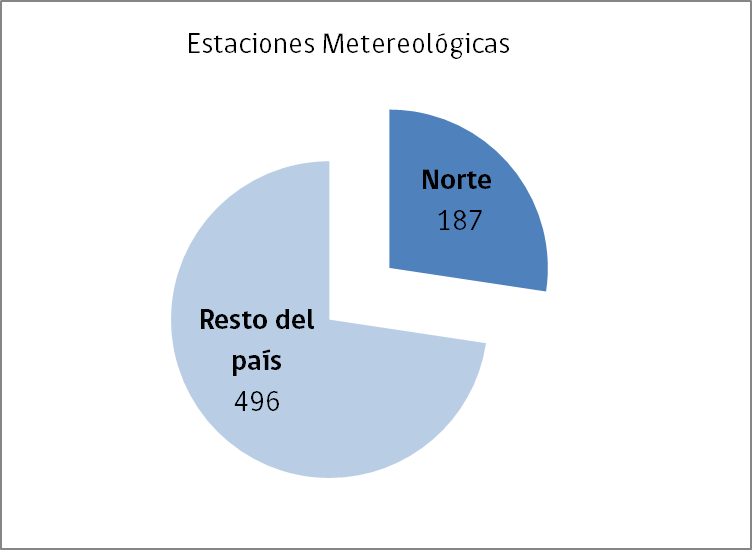 Estaciones Metereológicas
Norte
187
Resto del
país
496